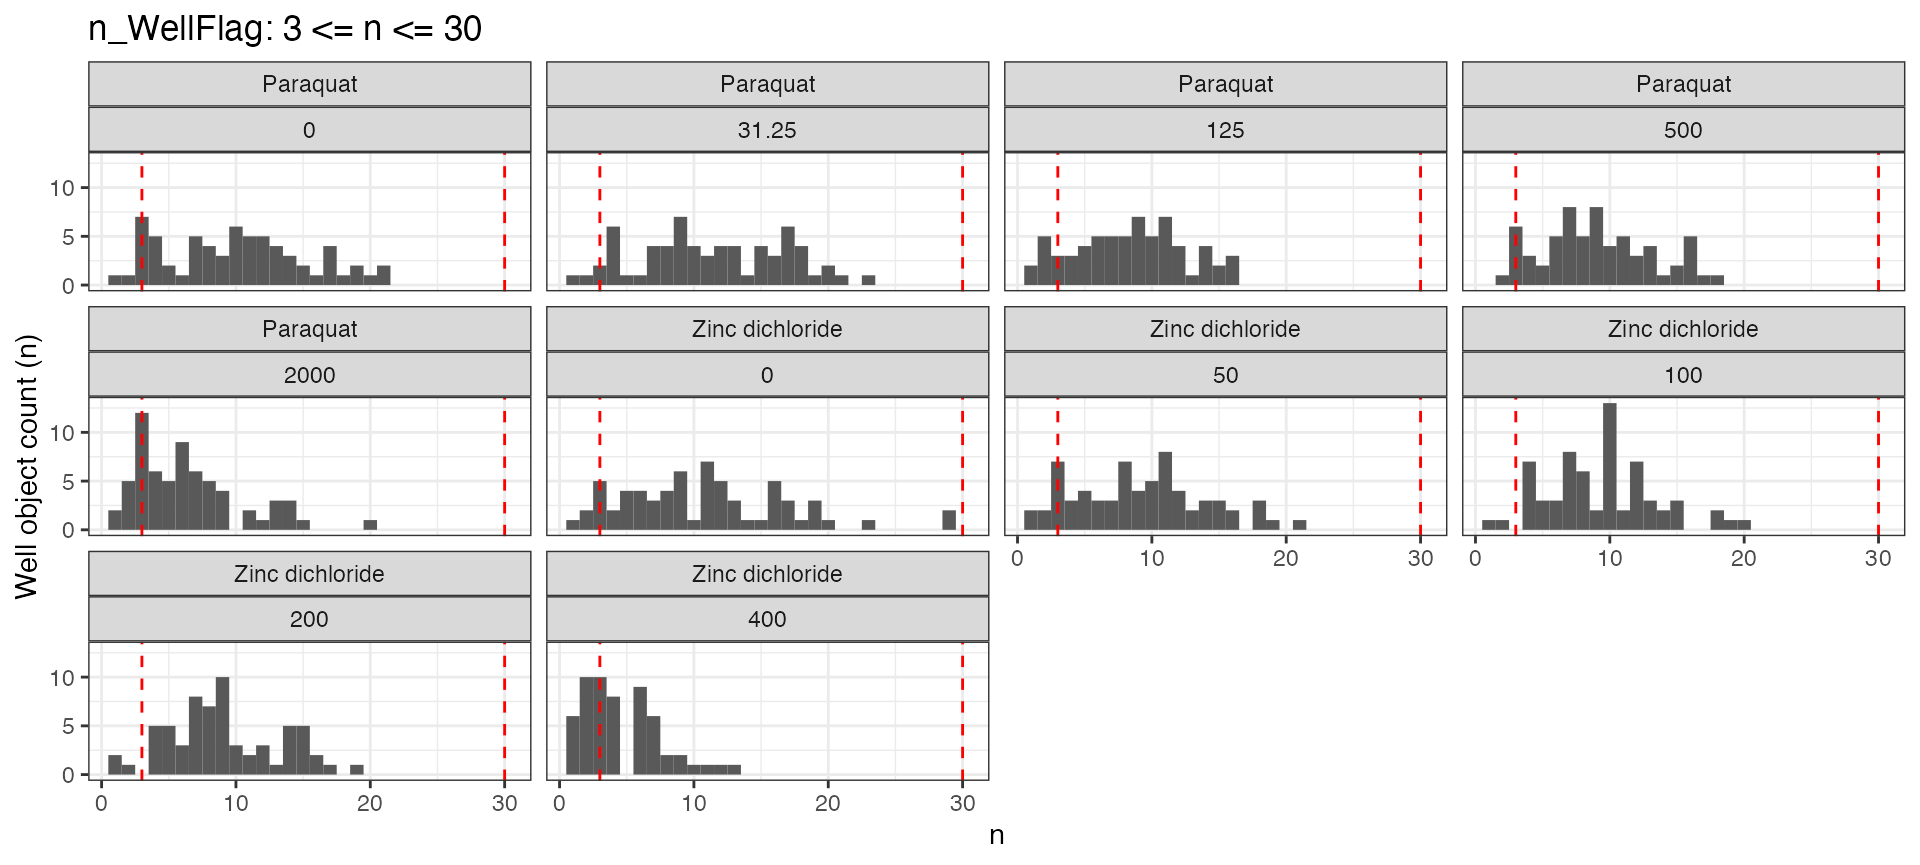 n_WellFlag: 3 <= n <= 30
Paraquat Paraquat Paraquat Paraquat
0 31.25 125 500
10
5
0
Paraquat Zinc dichloride Zinc dichloride Zinc dichloride
2000 0 50 100
10
5
0
0 10 20 30 0 10 20 30
Zinc dichloride Zinc dichloride
200 400
10
5
0
0 10 20 30 0 10 20 30
n
Well object count (n)